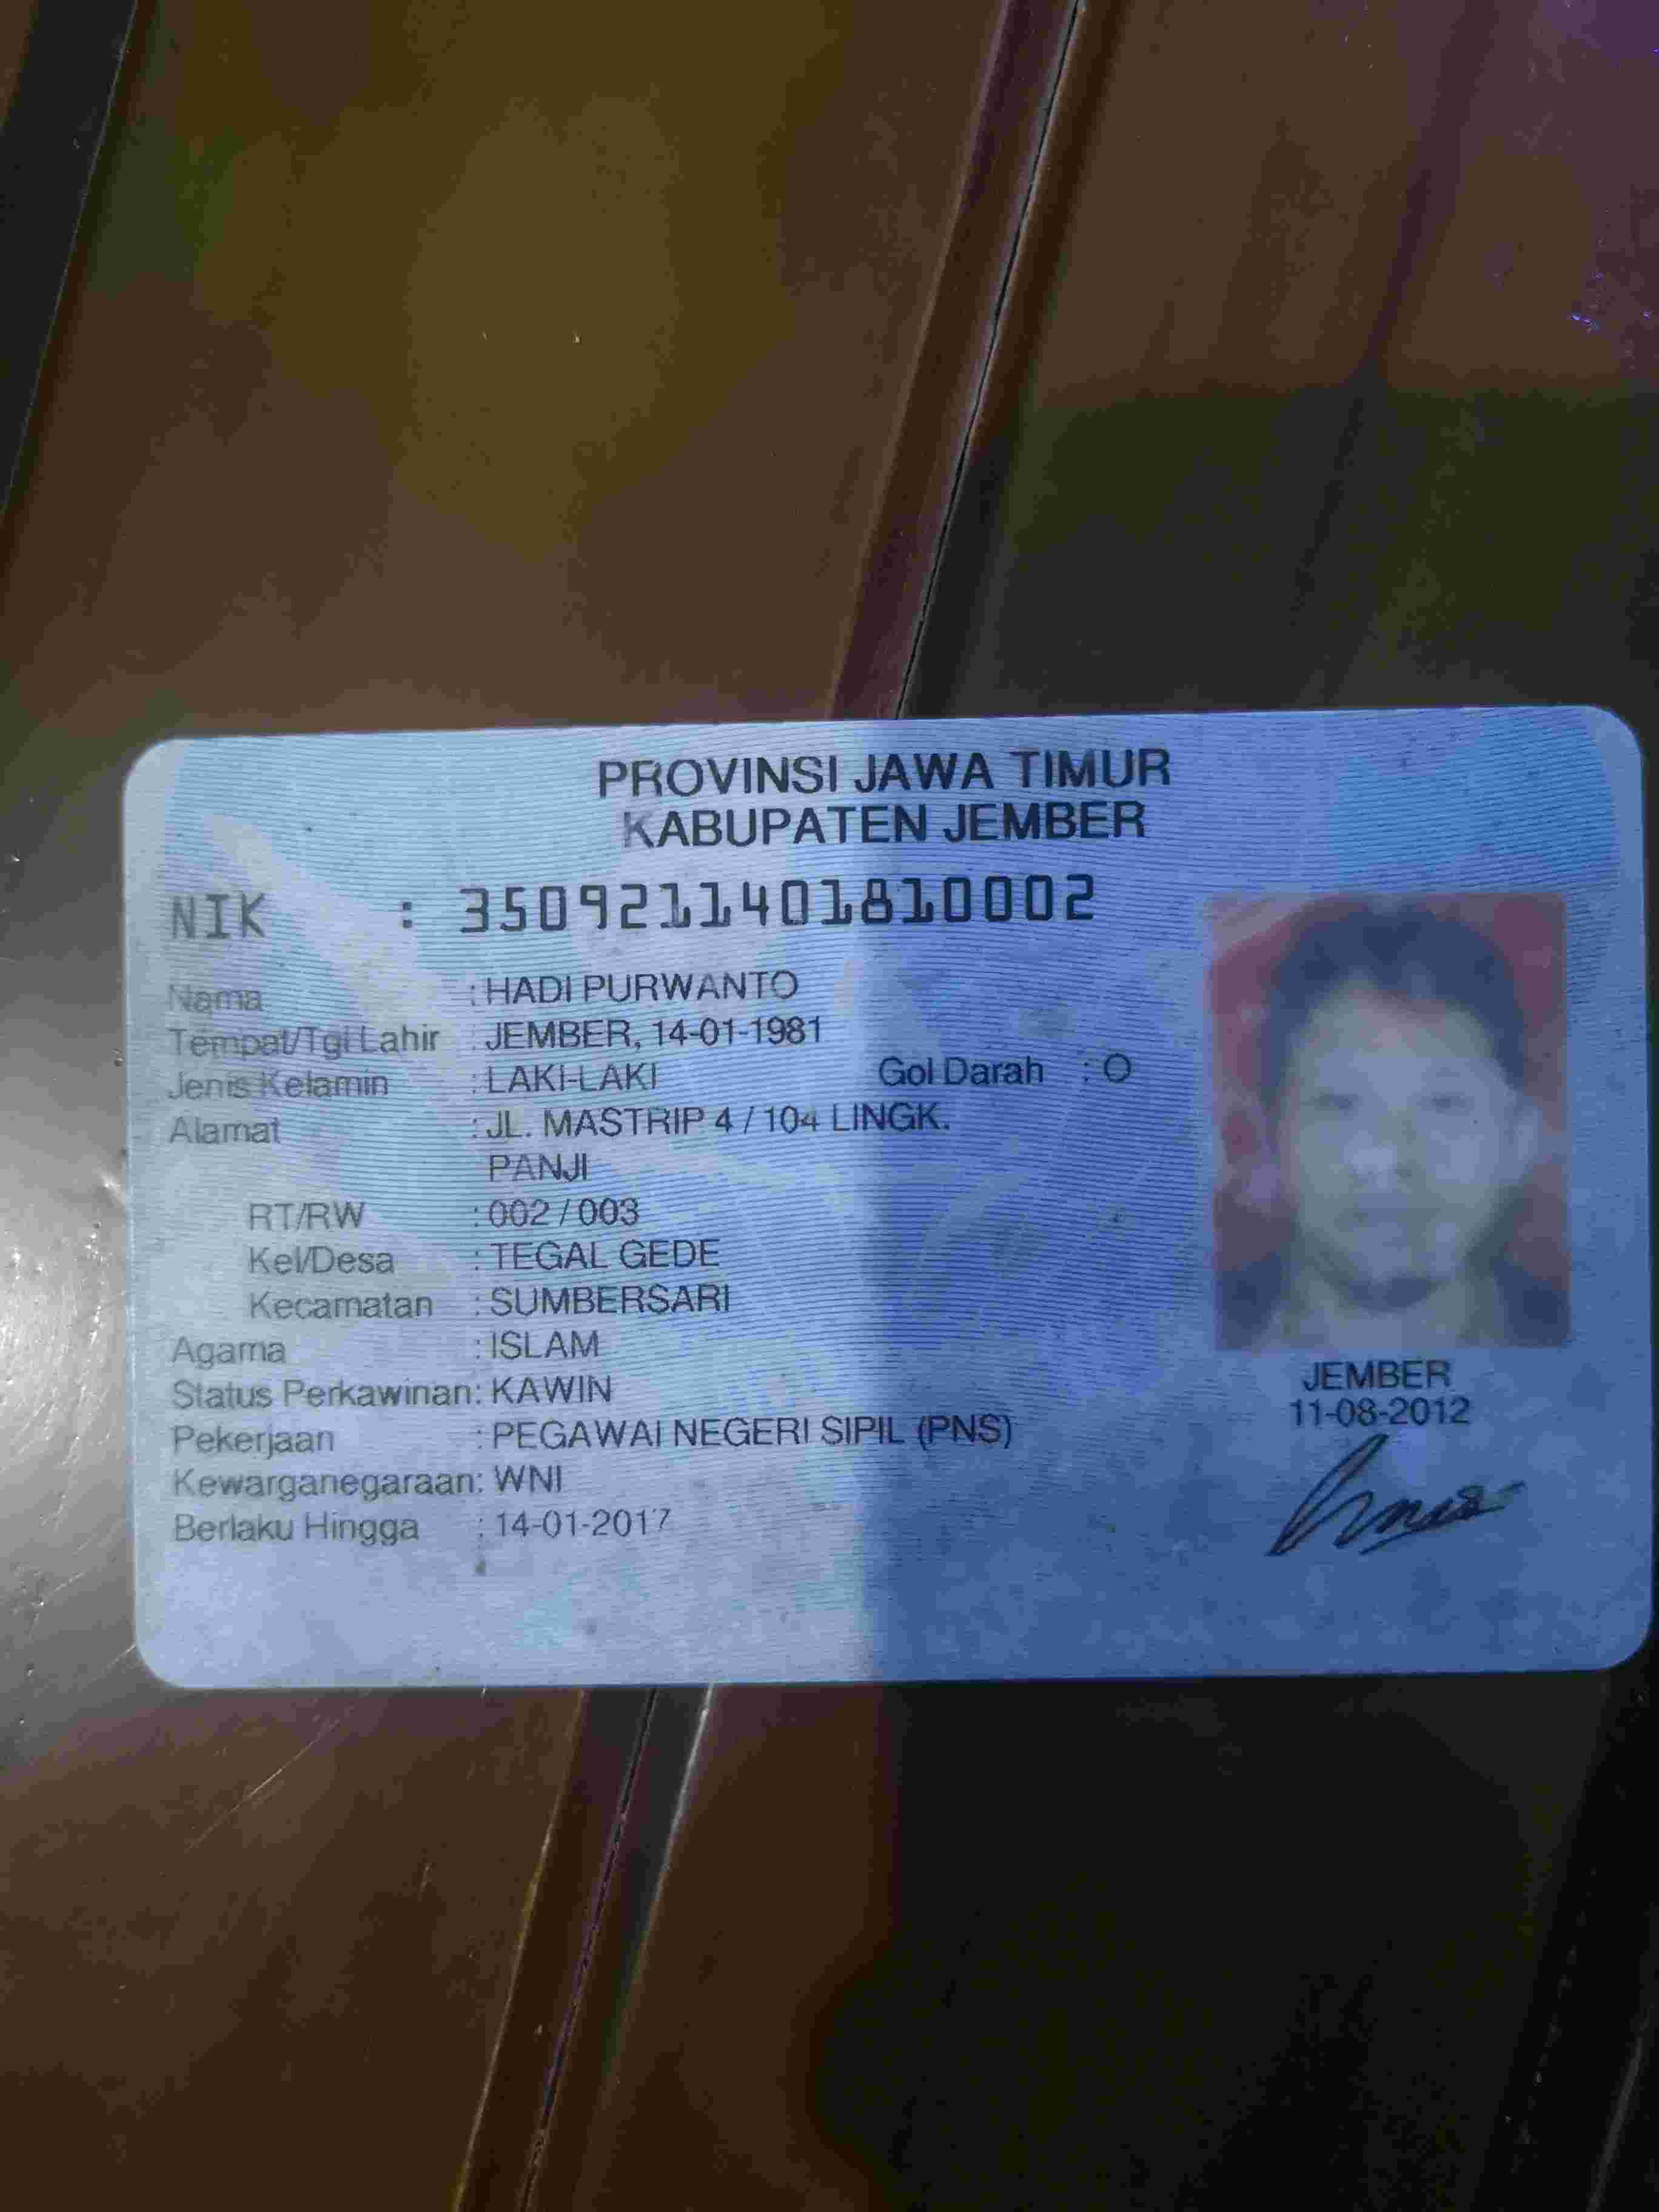 PROVINSI JAWA TIMUR
KABUPATEN JEMBER
NIK : 3509211401810002
Nama : HADI PURWANTO
Tempat/Tgl Lahir : JEMBER, 14-01-1981
Jenis Kelamin : LAKI-LAKI Gol Darah : O
Alamat : JL. MASTRIP 4 / 104 LINGK.
PANJI
RT/RW : 002 / 003
Kel/Desa : TEGAL GEDE
Kecamatan : SUMBERSARI
Agama : ISLAM
Status Perkawinan: KAWIN
Pekerjaan : PEGAWAI NEGERI SIPIL (PNS)
Kewarganegaraan: WNI
Berlaku Hingga : 14-01-2017
JEMBER
11-08-2012